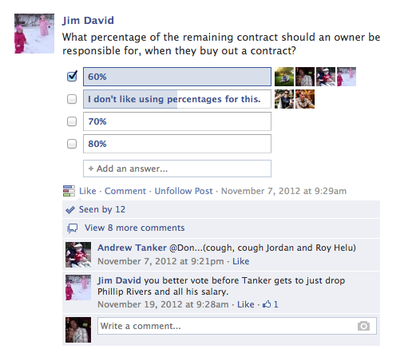 Jim David
What percentage of the remaining contract should an owner be
responsible for, when they buy out a contract?
60%
I don't like using percentages for this.
70%
80%
+ Add an answer...
Like · Comment · Unfollow Post · November 7, 2012 at 9:29am
Seen by 12
View 8 more comments
Andrew Tanker @Don...(cough, cough Jordan and Roy Helu)
November 7, 2012 at 9:21pm · Like
Jim David you better vote before Tanker gets to just drop
Phillip Rivers and all his salary.
November 19, 2012 at 9:28am · Like · 1
Write a comment...